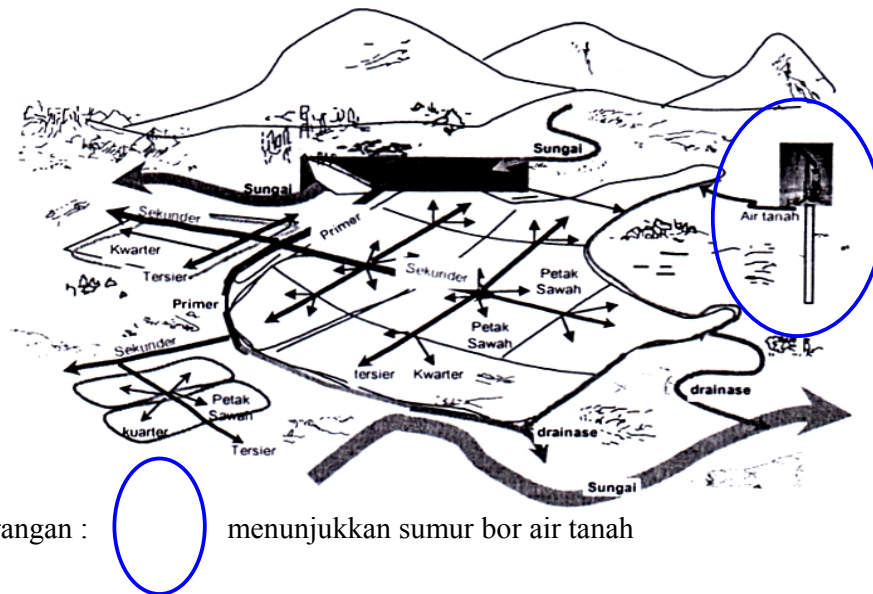 Sungai
Sungai
Air tanah
Sekunder
Primer
Kwarter
Tersier
Sekunder
Petak
Sawah
Primer
Petak
Sawah
Sekunder
tersier
Kwarter
Petak
Sawah
kuarter
Tersier
drainase
drainase
Sungai
rangan : menunjukkan sumur bor air tanah